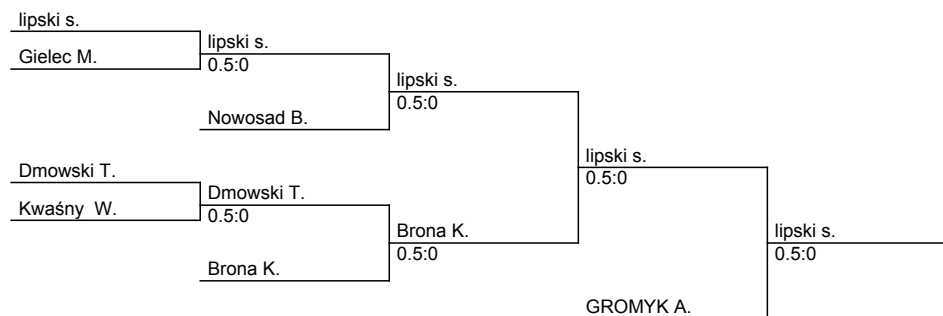 lipski s.
Gielec M.
lipski s.
0.5:0
Nowosad B.
lipski s.
0.5:0
Dmowski T.
Kwaśny  W.
Dmowski T.
0.5:0
Brona K.
Brona K.
0.5:0
lipski s.
0.5:0
GROMYK A.
lipski s.
0.5:0